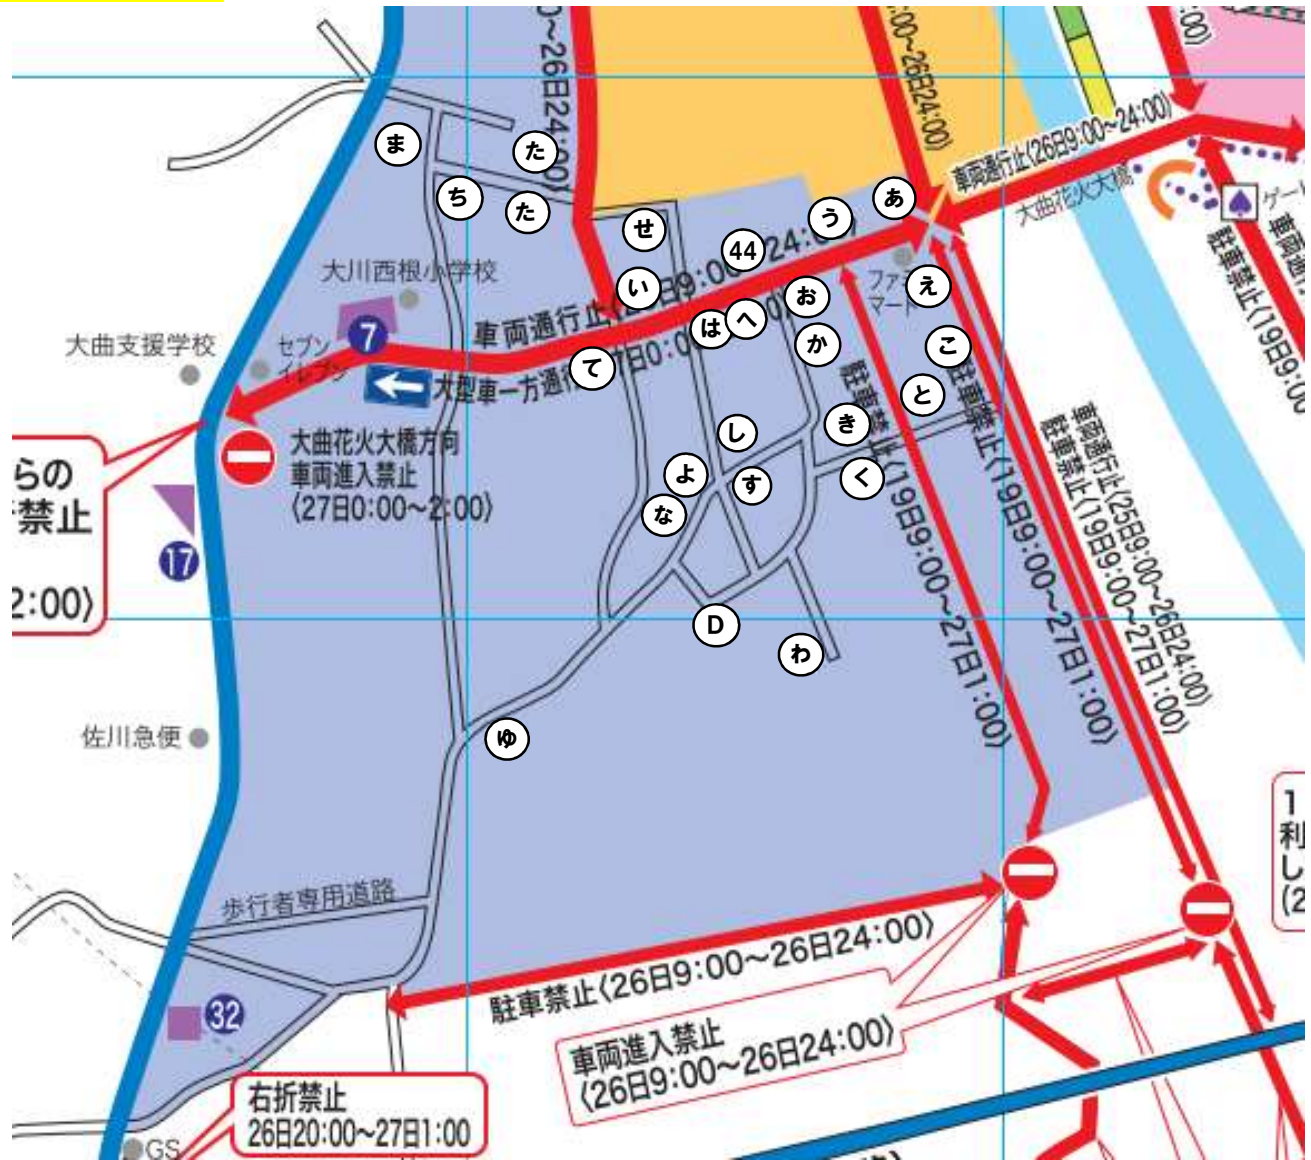 0~26日24:00〉
:00~26日24:00〉
:00〉
車両通行止〈26日9:00~24:00〉
大曲花火大橋
ま
た
ち
た
せ
い
44
う
あ
大川西根小学校
7
大曲支援学校
セブン
イレブン
車両通行止
大型車一方通行
て
は
へ
お
か
え
こ
と
き
く
し
よ
す
な
D
わ
ゆ
駐車禁止〈19日9:00
駐車禁止〈19日9:00~27日1:00〉
駐車禁止〈19日9:00~27日1:00〉
車両通行止〈25日9:00~26日24:00〉
駐車禁止〈19日9:00~27日1:00〉
大曲花火大橋方向
車両進入禁止
〈27日0:00~2:00〉
らの
禁止
2:00〉
17
佐川急便
歩行者専用道路
32
駐車禁止〈26日9:00~26日24:00〉
車両進入禁止
〈26日9:00~26日24:00〉
右折禁止
26日20:00~27日1:00
GS
1
利
し
(2